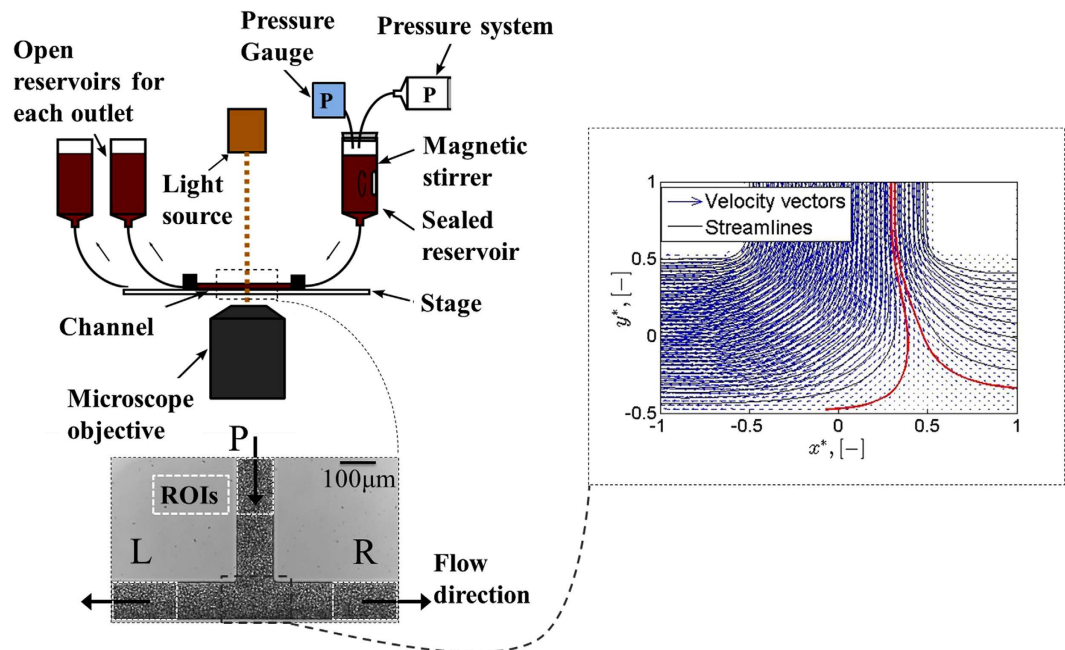 Pressure
Gauge
Pressure system
Open
reservoirs for
each outlet
P
P
Light
source
Magnetic
stirrer
Sealed
reservoir
Channel
Stage
Microscope
objective
P
100μm
ROIs
L
R
Flow
direction
Velocity vectors
Streamlines
1
0.5
0
-0.5
y*, [-]
-1
-0.5
0
0.5
1
x*, [-]